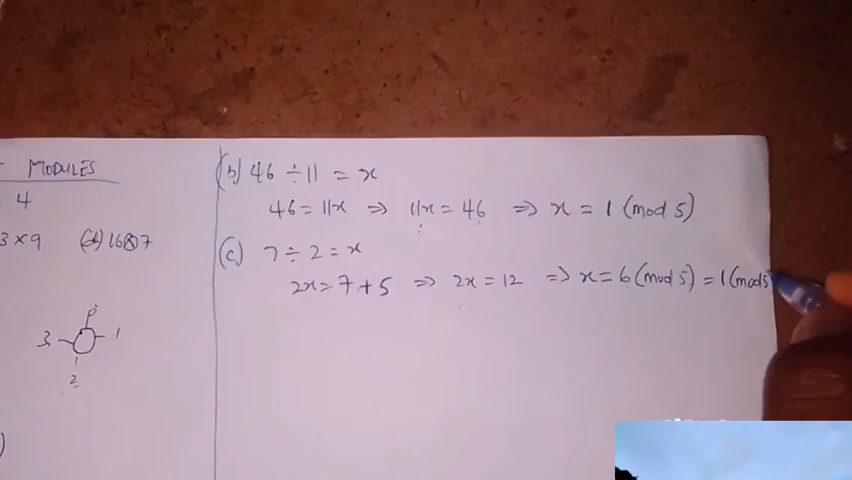 MODULES
4
3 x 9 16 7
3 1
2
(b) 46 ÷ 11 = x
46 = 11x ⇒ 11x = 46 ⇒ x = 1 (mod 5)
(c) 7 ÷ 2 = x
2x = 7 + 5 ⇒ 2x = 12 ⇒ x = 6 (mod 5) = 1 (mod 5